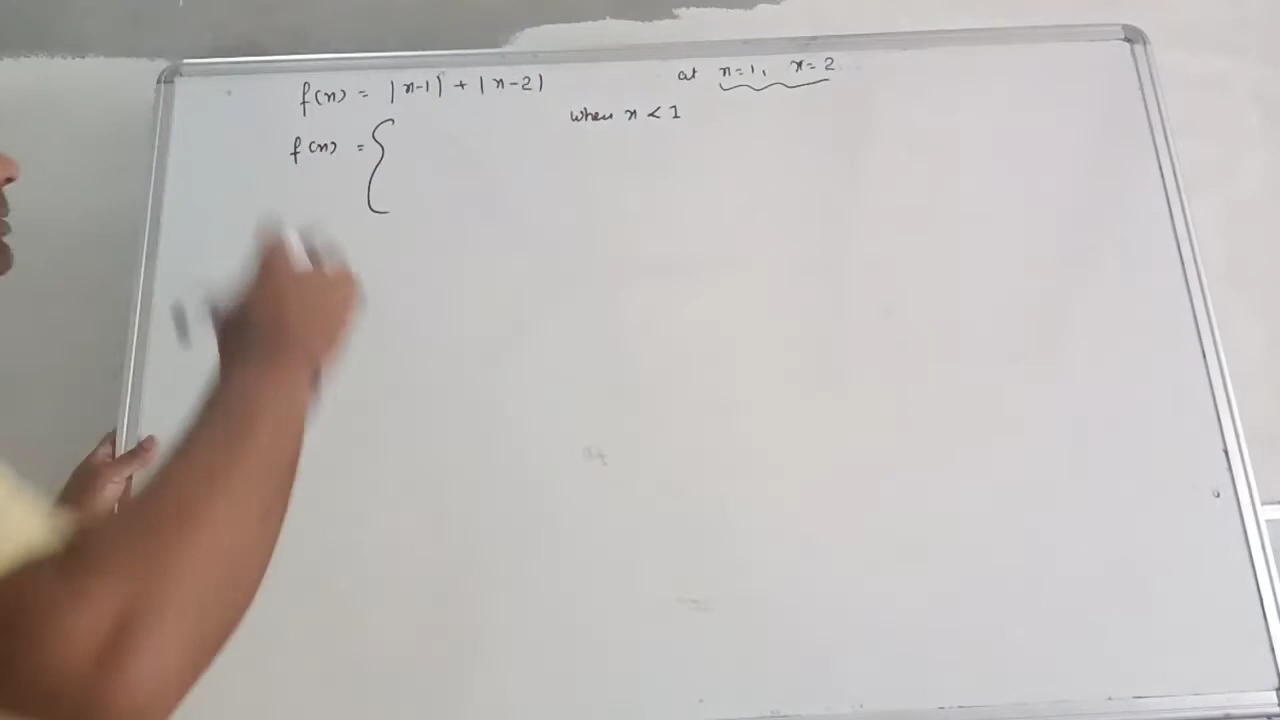 f(x) = |x-1| + |x-2| at x=1, x=2
when x < 1
f(x) = {